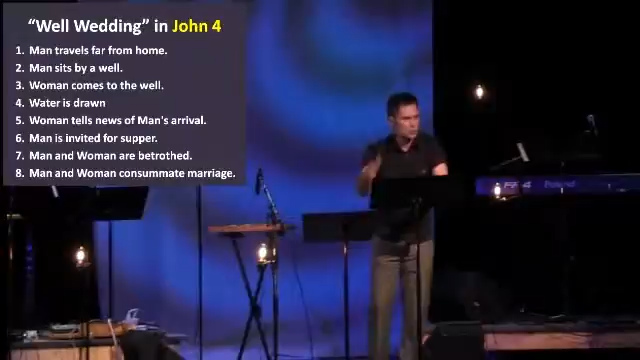 “Well Wedding” in John 4
1. Man travels far from home.
2. Man sits by a well.
3. Woman comes to the well.
4. Water is drawn
5. Woman tells news of Man's arrival.
6. Man is invited for supper.
7. Man and Woman are betrothed.
8. Man and Woman consummate marriage.
Roland